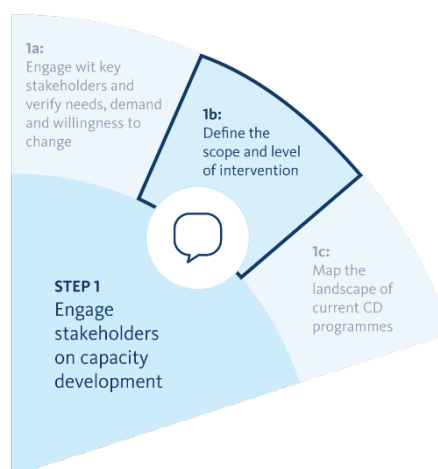 1a:
Engage wit key
stakeholders and
verify needs, demand
and willingness to
change
1b:
Define the
scope and level
of intervention
1c:
Map the
landscape of
current CD
programmes
STEP 1
Engage
stakeholders
on capacity
development